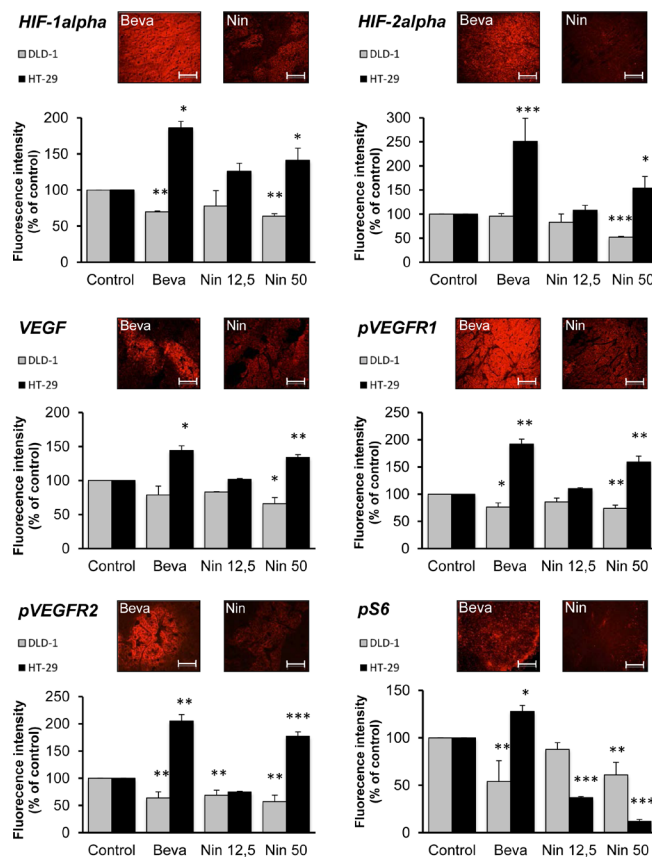 HIF-1alpha
Beva
Nin
DLD-1
HT-29
Fluorescence intensity
(% of control)
200
150
100
50
0
*
**
*
**
Control Beva Nin 12,5 Nin 50
HIF-2alpha
Beva
Nin
DLD-1
HT-29
Fluorecence intensity
(% of control)
300
250
200
150
100
50
0
***
*
***
Control Beva Nin 12,5 Nin 50
VEGF
Beva
Nin
DLD-1
HT-29
Fluorecence intensity
(% of control)
200
150
100
50
0
*
**
*
Control Beva Nin 12,5 Nin 50
pVEGFR1
Beva
Nin
DLD-1
HT-29
Fluorecence intensity
(% of control)
250
200
150
100
50
0
*
**
**
**
Control Beva Nin 12,5 Nin 50
pVEGFR2
Beva
Nin
DLD-1
HT-29
Fluorecence intensity
(% of control)
250
200
150
100
50
0
**
**
**
***
**
Control Beva Nin 12,5 Nin 50
pS6
Beva
Nin
DLD-1
HT-29
Fluorecence intensity
(% of control)
150
100
50
0
**
*
***
**
***
Control Beva Nin 12,5 Nin 50